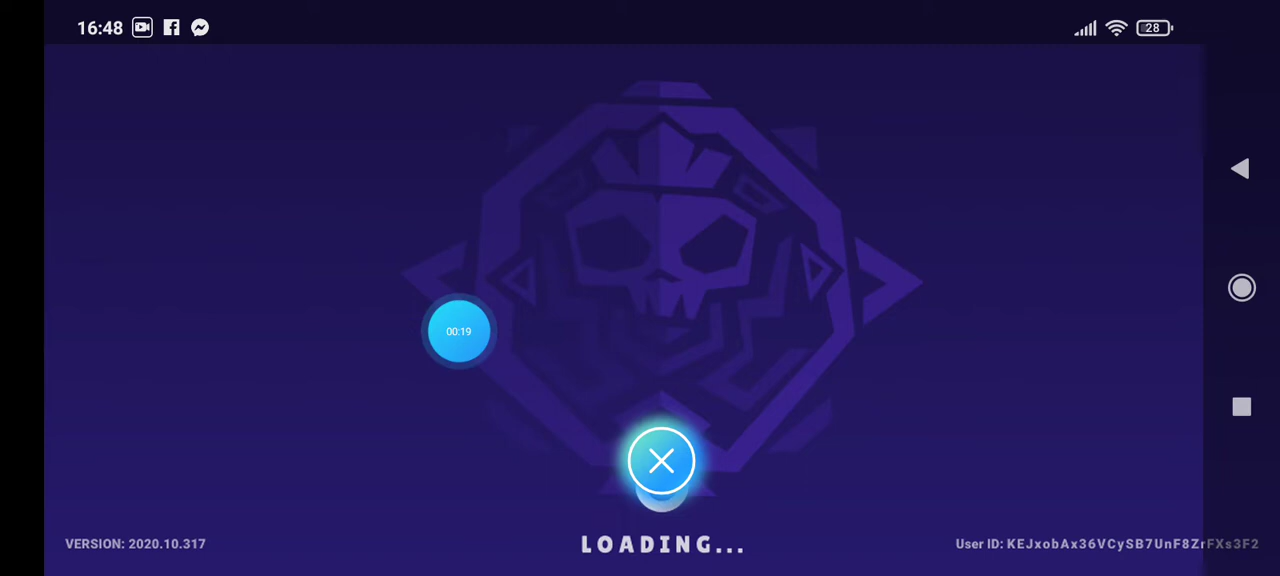 16:48
28
00:19
LOADING...
VERSION: 2020.10.317
User ID: KEJxobAx36VCySB7UnF8ZrFXs3F2